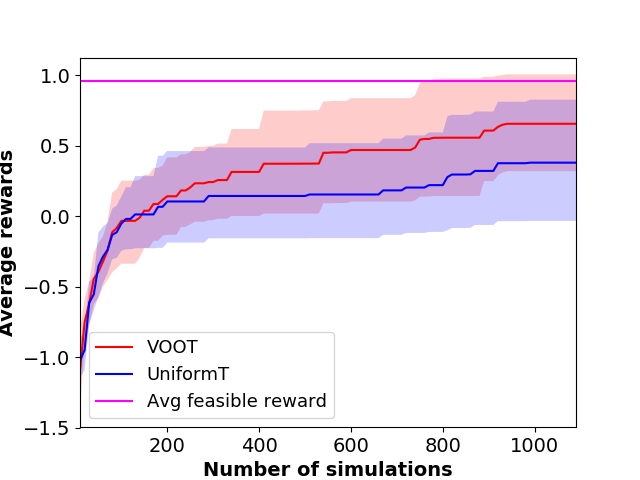 1.0
0.5
0.0
−0.5
−1.0
−1.5
Average rewards
VOOT
UniformT
Avg feasible reward
200 400 600 800 1000
Number of simulations